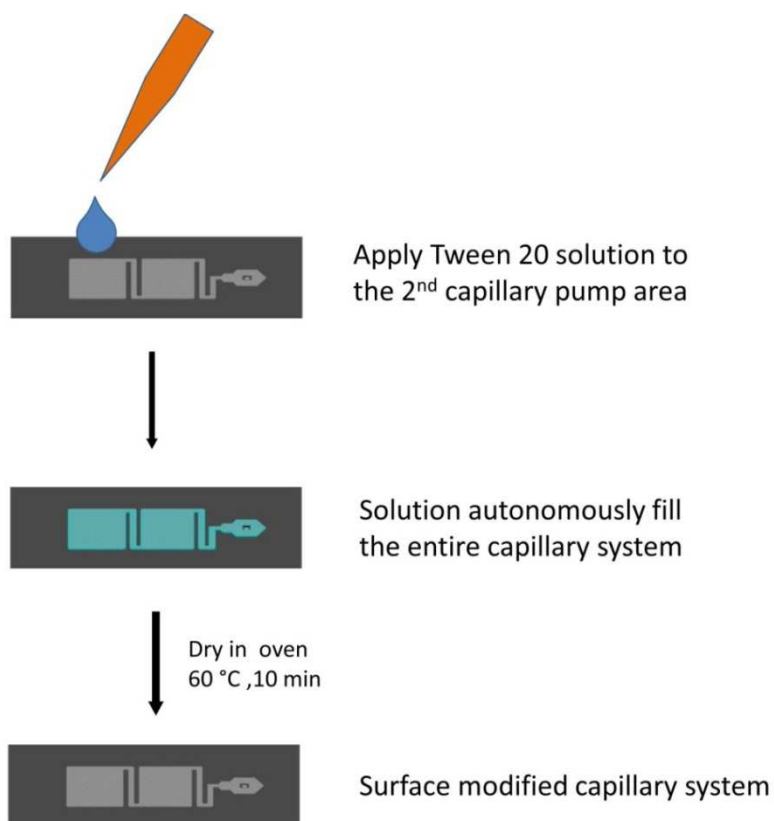 Apply Tween 20 solution to
the 2nd capillary pump area
Solution autonomously fill
the entire capillary system
Dry in  oven
60 °C ,10 min
Surface modified capillary system